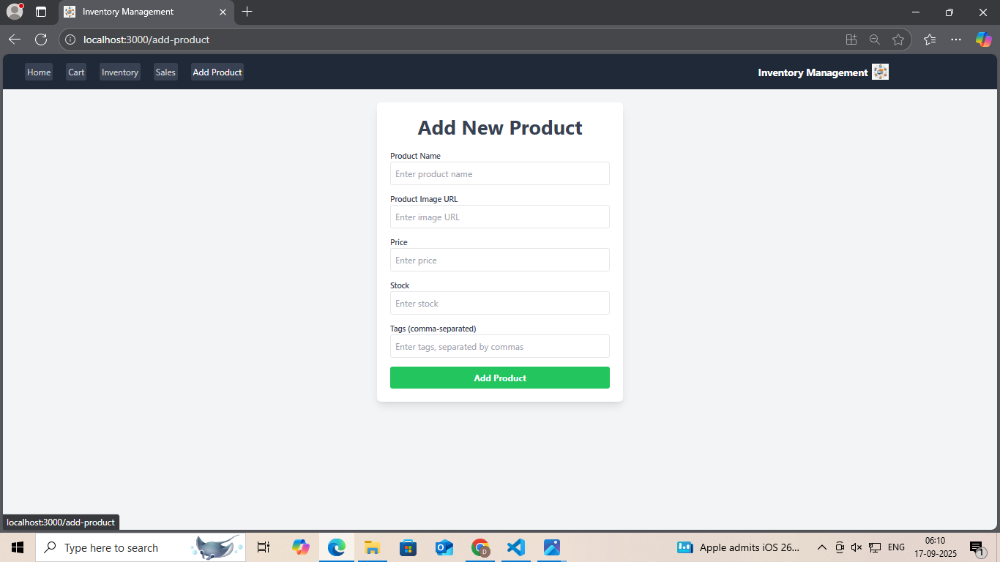 Inventory Management
localhost:3000/add-product
Home Cart Inventory Sales Add Product Inventory Management
Add New Product
Product Name
Enter product name
Product Image URL
Enter image URL
Price
Enter price
Stock
Enter stock
Tags (comma-separated)
Enter tags, separated by commas
Add Product
localhost:3000/add-product
Type here to search
Apple admits iOS 26...
ENG
06:10
17-09-2025
1
D